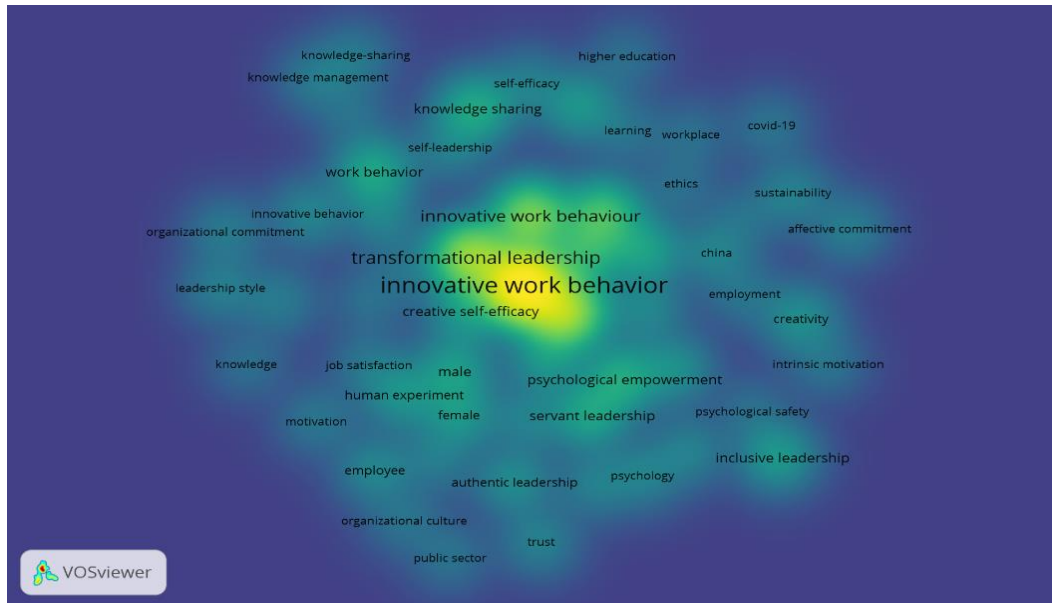 knowledge-sharing
higher education
knowledge management
self-efficacy
knowledge sharing
learning
workplace
covid-19
self-leadership
work behavior
ethics
sustainability
innovative behavior
innovative work behaviour
organizational commitment
affective commitment
transformational leadership
china
innovative work behavior
leadership style
employment
creative self-efficacy
creativity
knowledge
job satisfaction
male
intrinsic motivation
psychological empowerment
human experiment
motivation
female
servant leadership
psychological safety
inclusive leadership
employee
authentic leadership
psychology
organizational culture
trust
public sector
VOSviewer